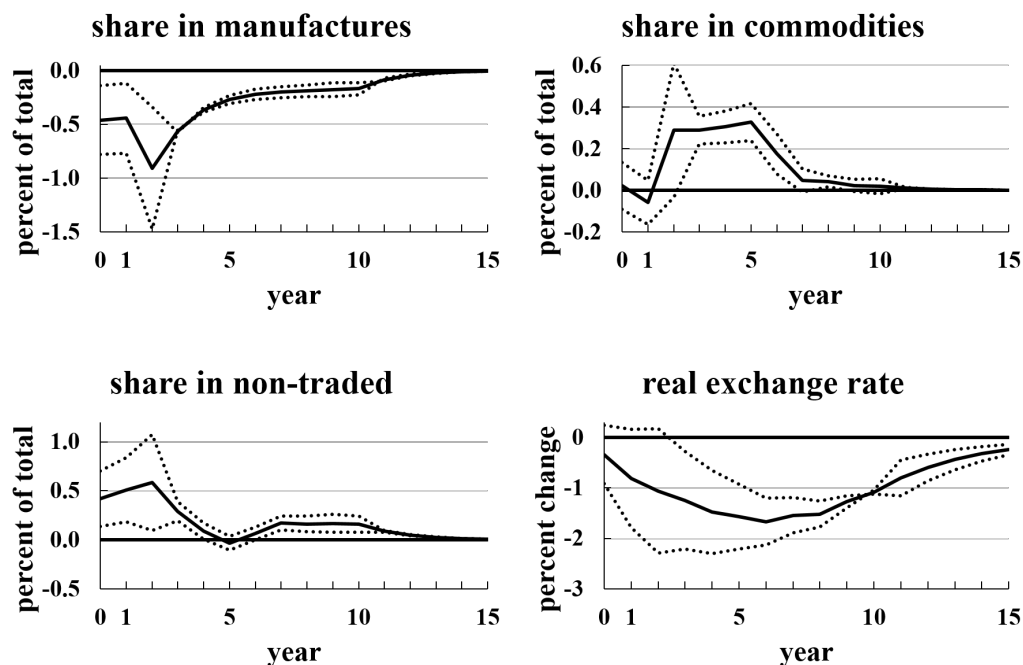 share in manufactures
percent of total
0.0
-0.5
-1.0
-1.5
0 1 5 10 15
year
share in commodities
percent of total
0.6
0.4
0.2
0.0
-0.2
0 1 5 10 15
year
share in non-traded
percent of total
1.0
0.5
0.0
-0.5
0 1 5 10 15
year
real exchange rate
percent change
0
-1
-2
-3
0 1 5 10 15
year